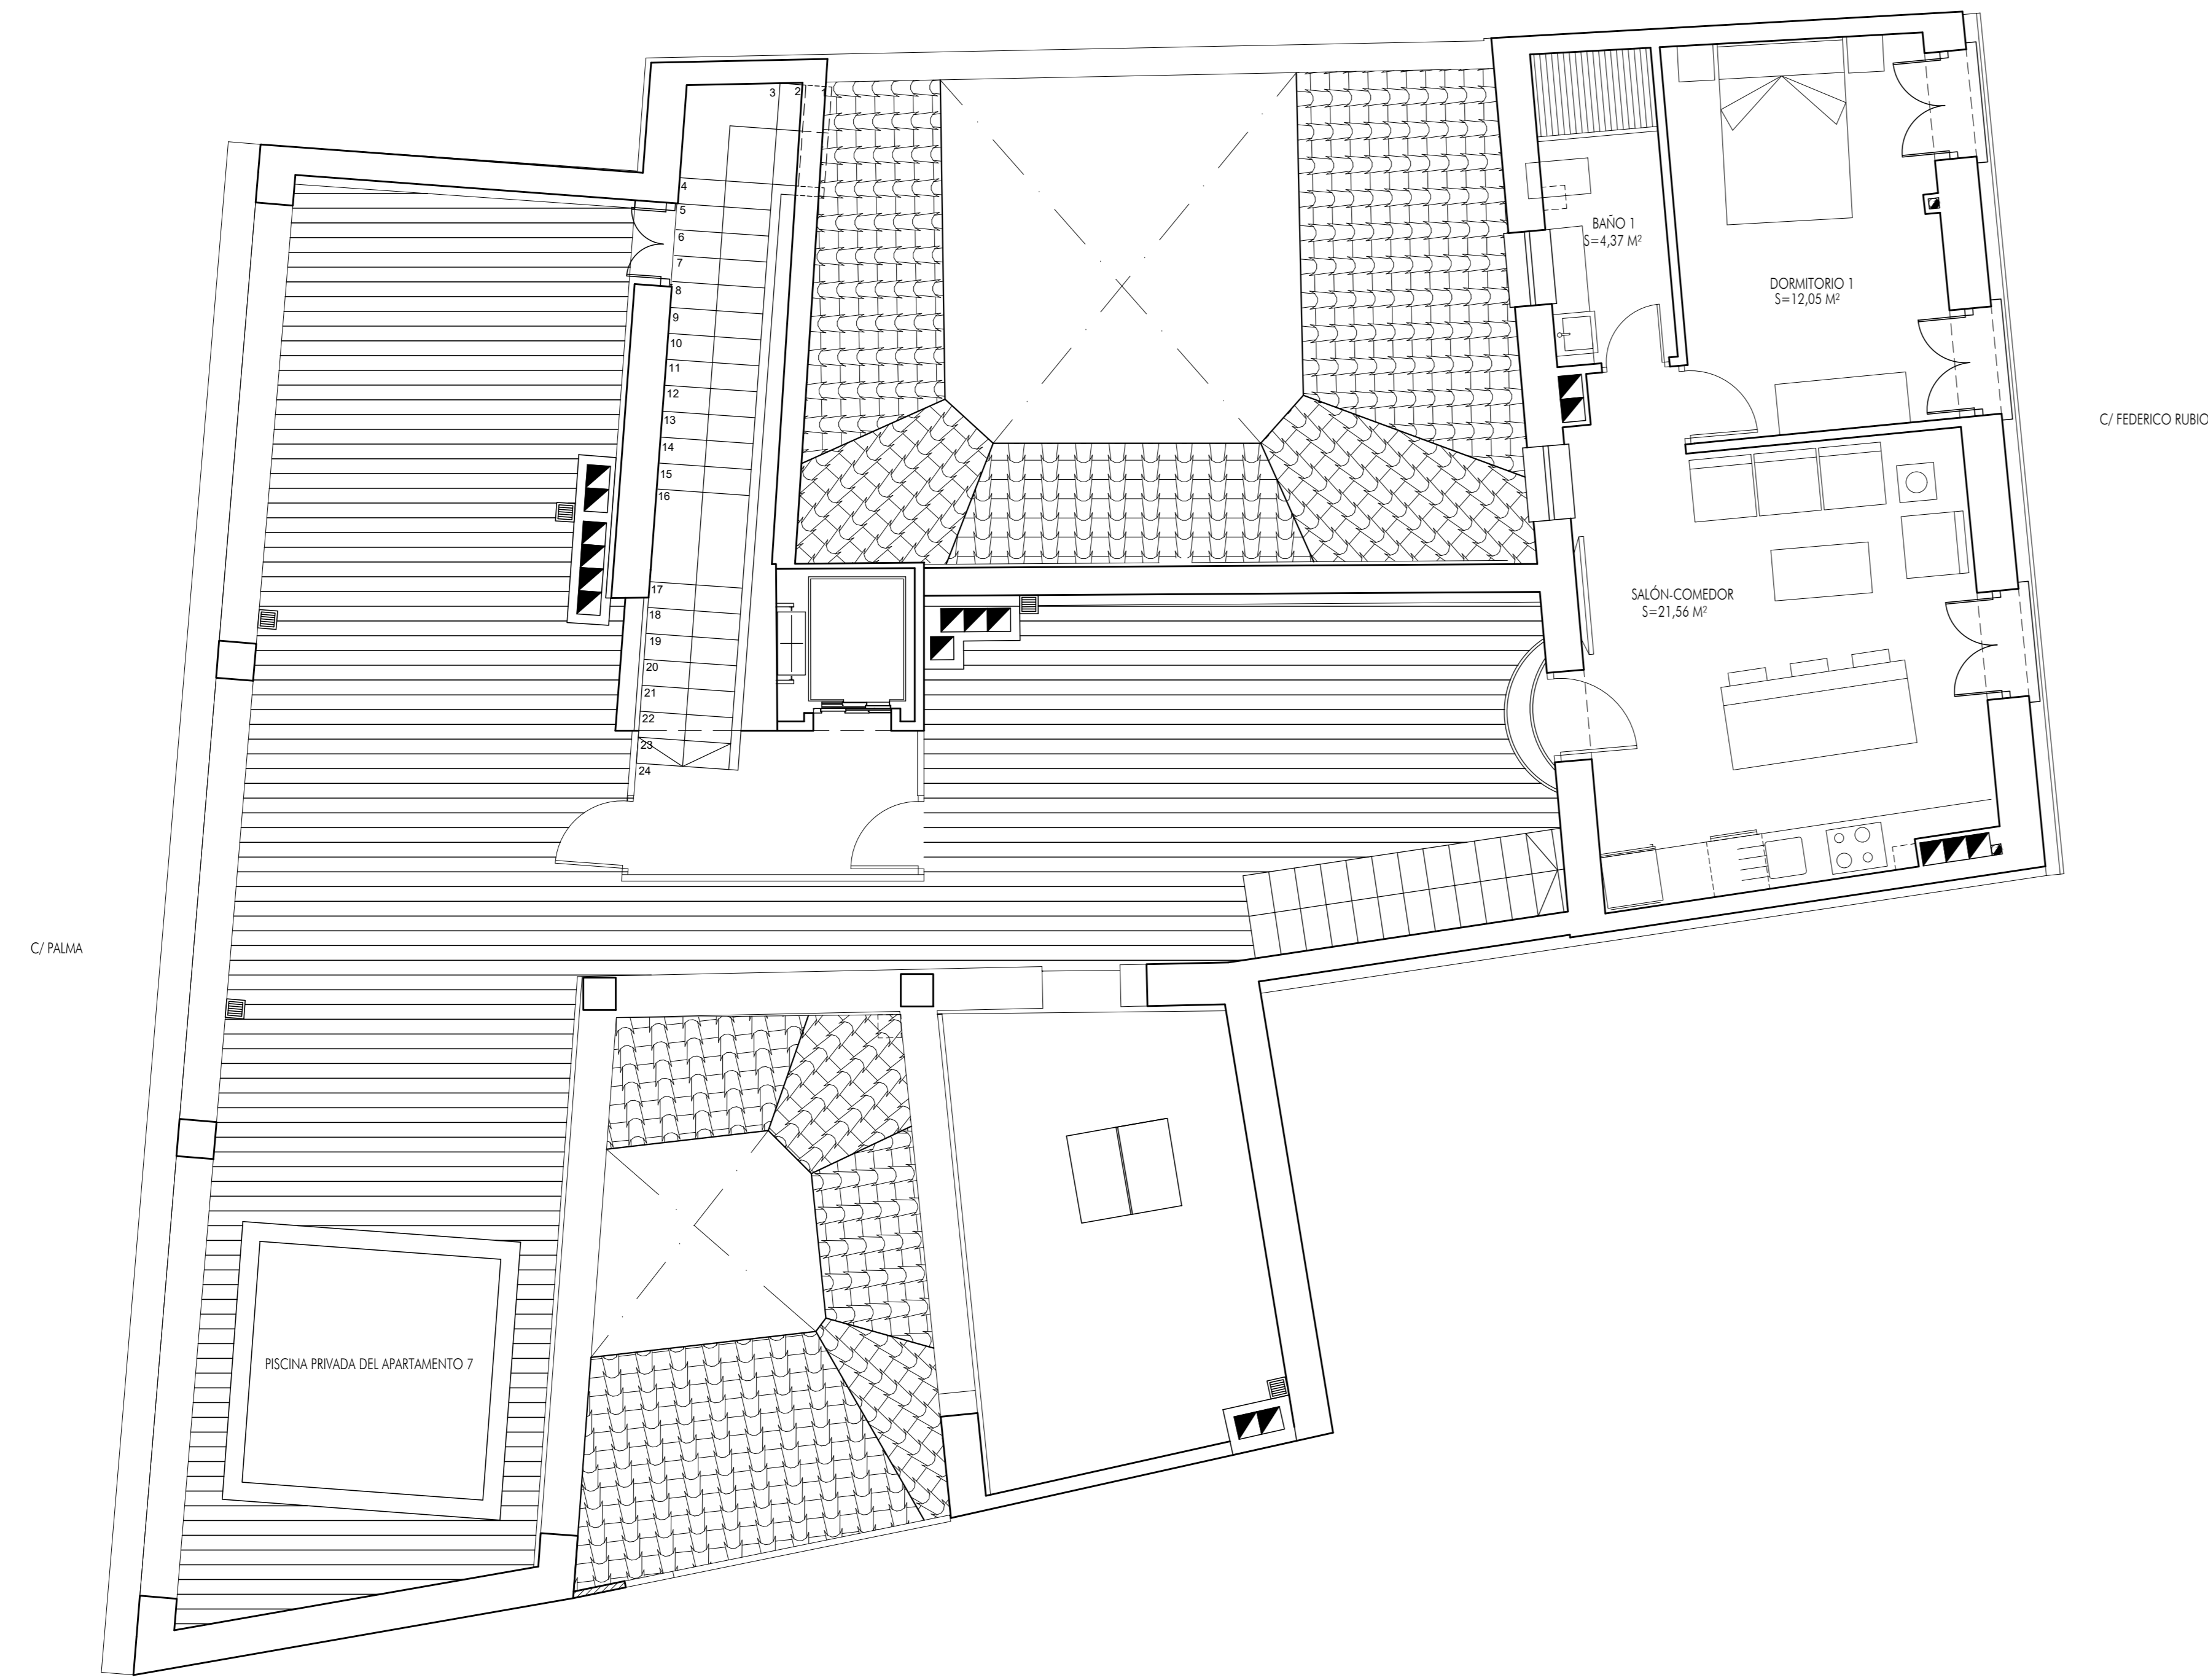 3 2 1
4
5
6
7
8
9
10
11
12
13
14
15
16
17
18
19
20
21
22
23
24
BAÑO 1
S=4,37 M²
DORMITORIO 1
S=12,05 M²
C/ FEDERICO RUBIO
SALÓN-COMEDOR
S=21,56 M²
C/ PALMA
PISCINA PRIVADA DEL APARTAMENTO 7